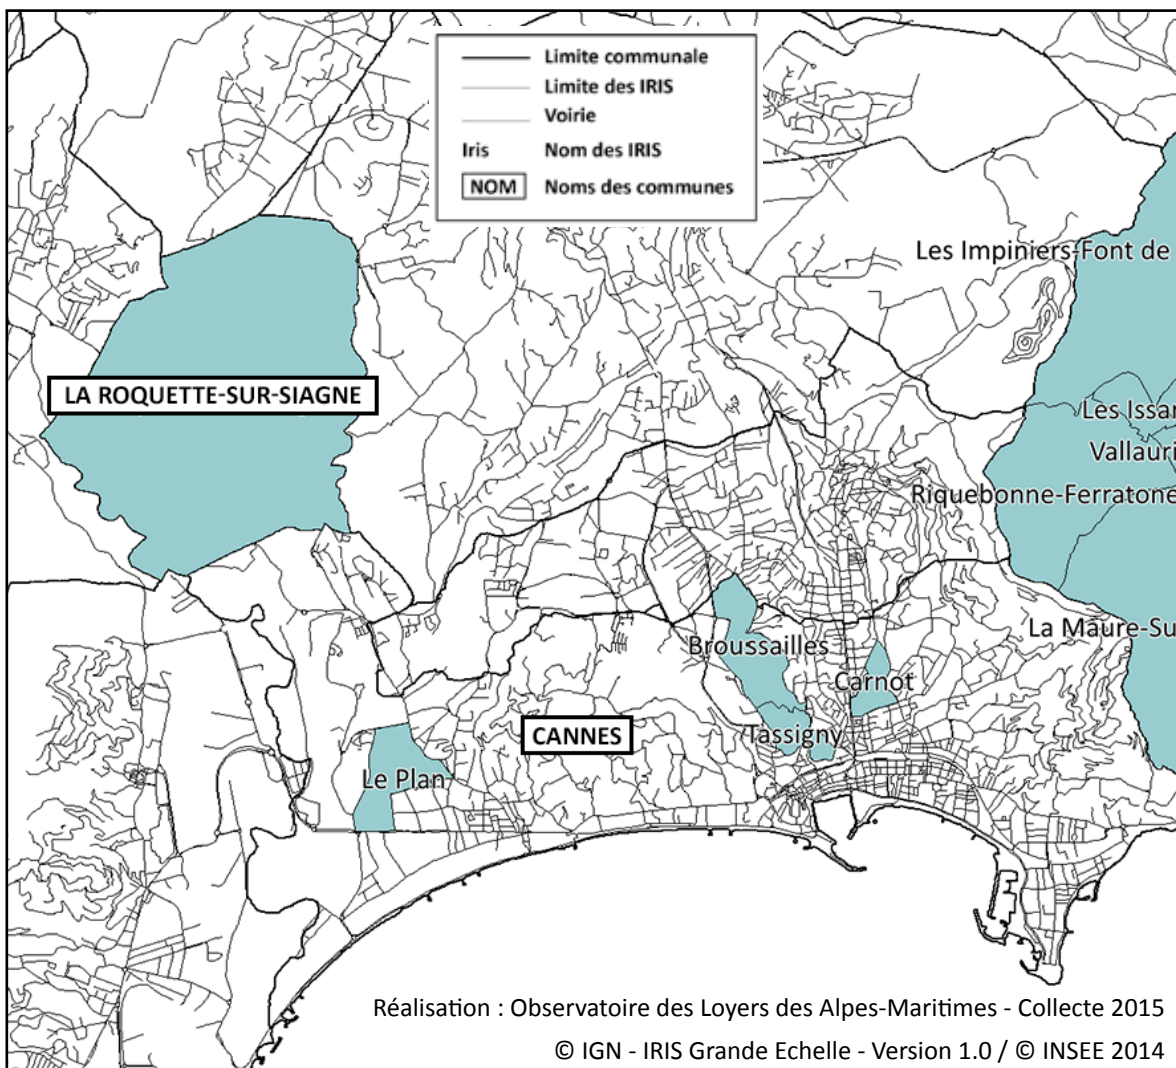 Limite communale
Limite des IRIS
Voirie
Iris Nom des IRIS
NOM Noms des communes
Les Impiniers-Font de
LA ROQUETTE-SUR-SIAGNE
Les Issar
Vallauri
Riquebonne-Ferratone
La Maure-Su
Broussailles
Carnot
CANNES
Tassigny
Le Plan
Réalisation : Observatoire des Loyers des Alpes-Maritimes - Collecte 2015
© IGN - IRIS Grande Echelle - Version 1.0 / © INSEE 2014